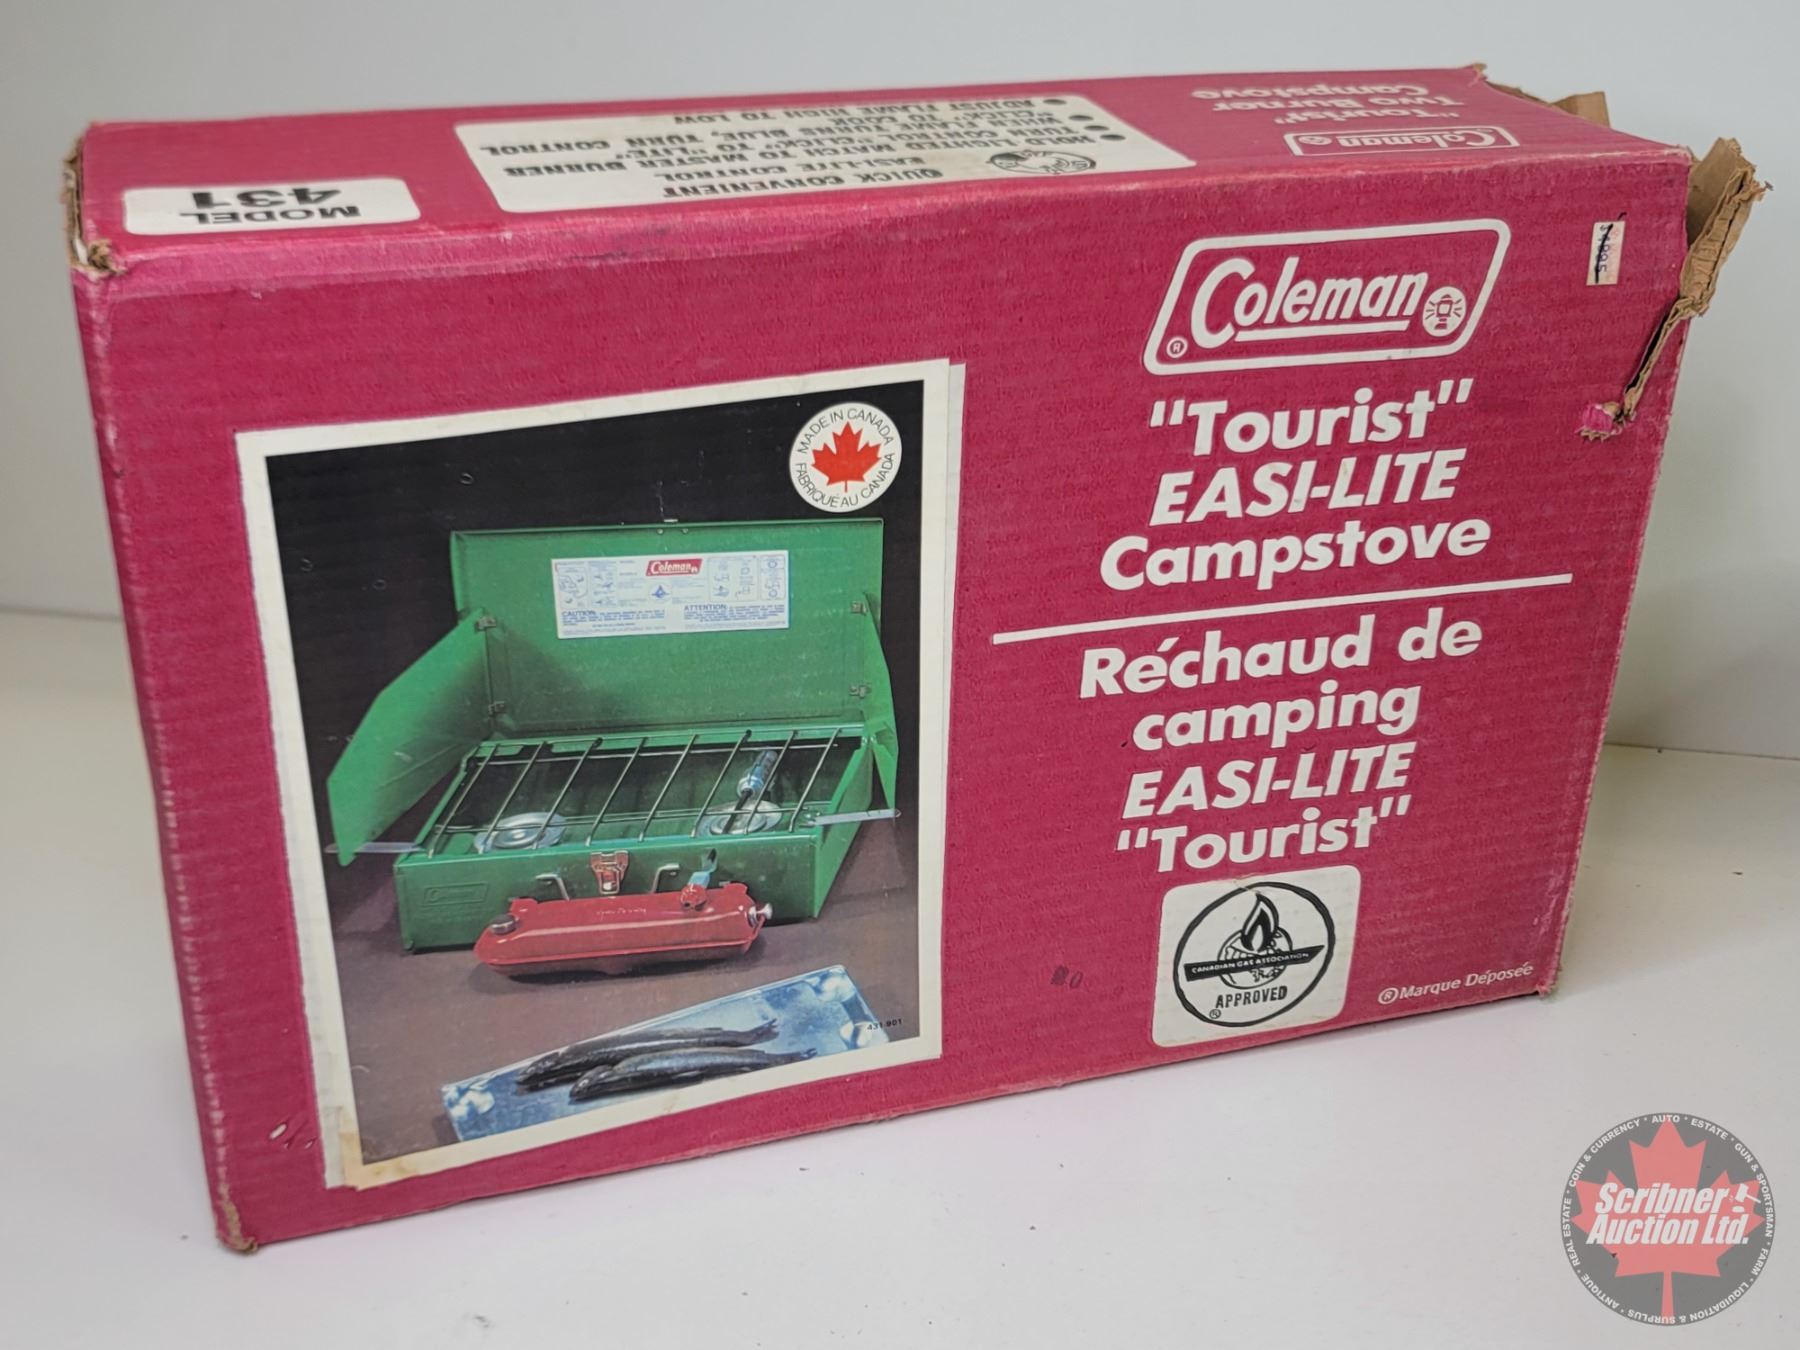 "Tourist"
Two Burner
Campstove
Coleman
QUICK CONVENIENT
EASI-LITE CONTROL
• HOLD LIGHTED MATCH TO MASTER BURNER
TURN CONTROL "CLICK" TO "LITE"
• WHEN FLAME TURNS BLUE, TURN CONTROL
"CLICK" TO COOK
• ADJUST FLAME HIGH TO LOW
MODEL
431
Coleman ®
"Tourist"
EASI-LITE
Campstove
Réchaud de
camping
EASI-LITE
"Tourist"
CANADIAN GAS ASSOCIATION
APPROVED
®
® Marque Déposée
MADE IN CANADA
FABRIQUÉ AU CANADA
Coleman
CAUTION
ATTENTION
431-901
Scribner
Auction Ltd.
COIN & CURRENCY • AUTO • ESTATE • GUN & SPORTSMAN • FARM • LIQUIDATION & SURPLUS • ANTIQUE • REAL ESTATE